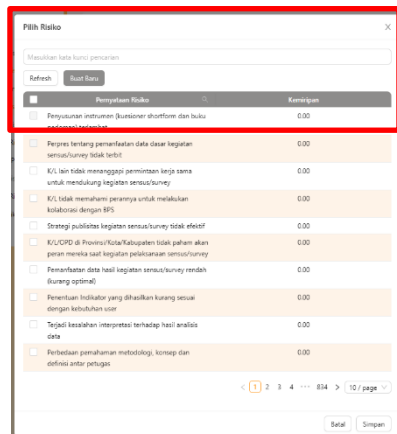 Pilih Risiko
Masukkan kata kunci pencarian
Refresh Buat Baru
Pernyataan Risiko Kemiripan
Penyusunan instrumen (kuesioner shortform dan buku 0.00
pedoman) terlambat
Perpres tentang pemanfaatan data dasar kegiatan 0.00
sensus/survey tidak terbit
K/L lain tidak menanggapi permintaan kerja sama 0.00
untuk mendukung kegiatan sensus/survey
K/L tidak memahami perannya untuk melakukan 0.00
kolaborasi dengan BPS
Strategi publisitas kegiatan sensus/survey tidak efektif 0.00
K/L/OPD di Provinsi/Kota/Kabupaten tidak paham akan 0.00
peran mereka saat kegiatan pelaksanaan sensus/survey
Pemanfaatan data hasil kegiatan sensus/survey rendah 0.00
(kurang optimal)
Penentuan Indikator yang dihasilkan kurang sesuai 0.00
dengan kebutuhan user
Terjadi kesalahan interpretasi terhadap hasil analisis 0.00
data
Perbedaan pemahaman metodologi, konsep dan 0.00
definisi antar petugas
< 1 2 3 4 ••• 834 > 10 / page
Batal Simpan